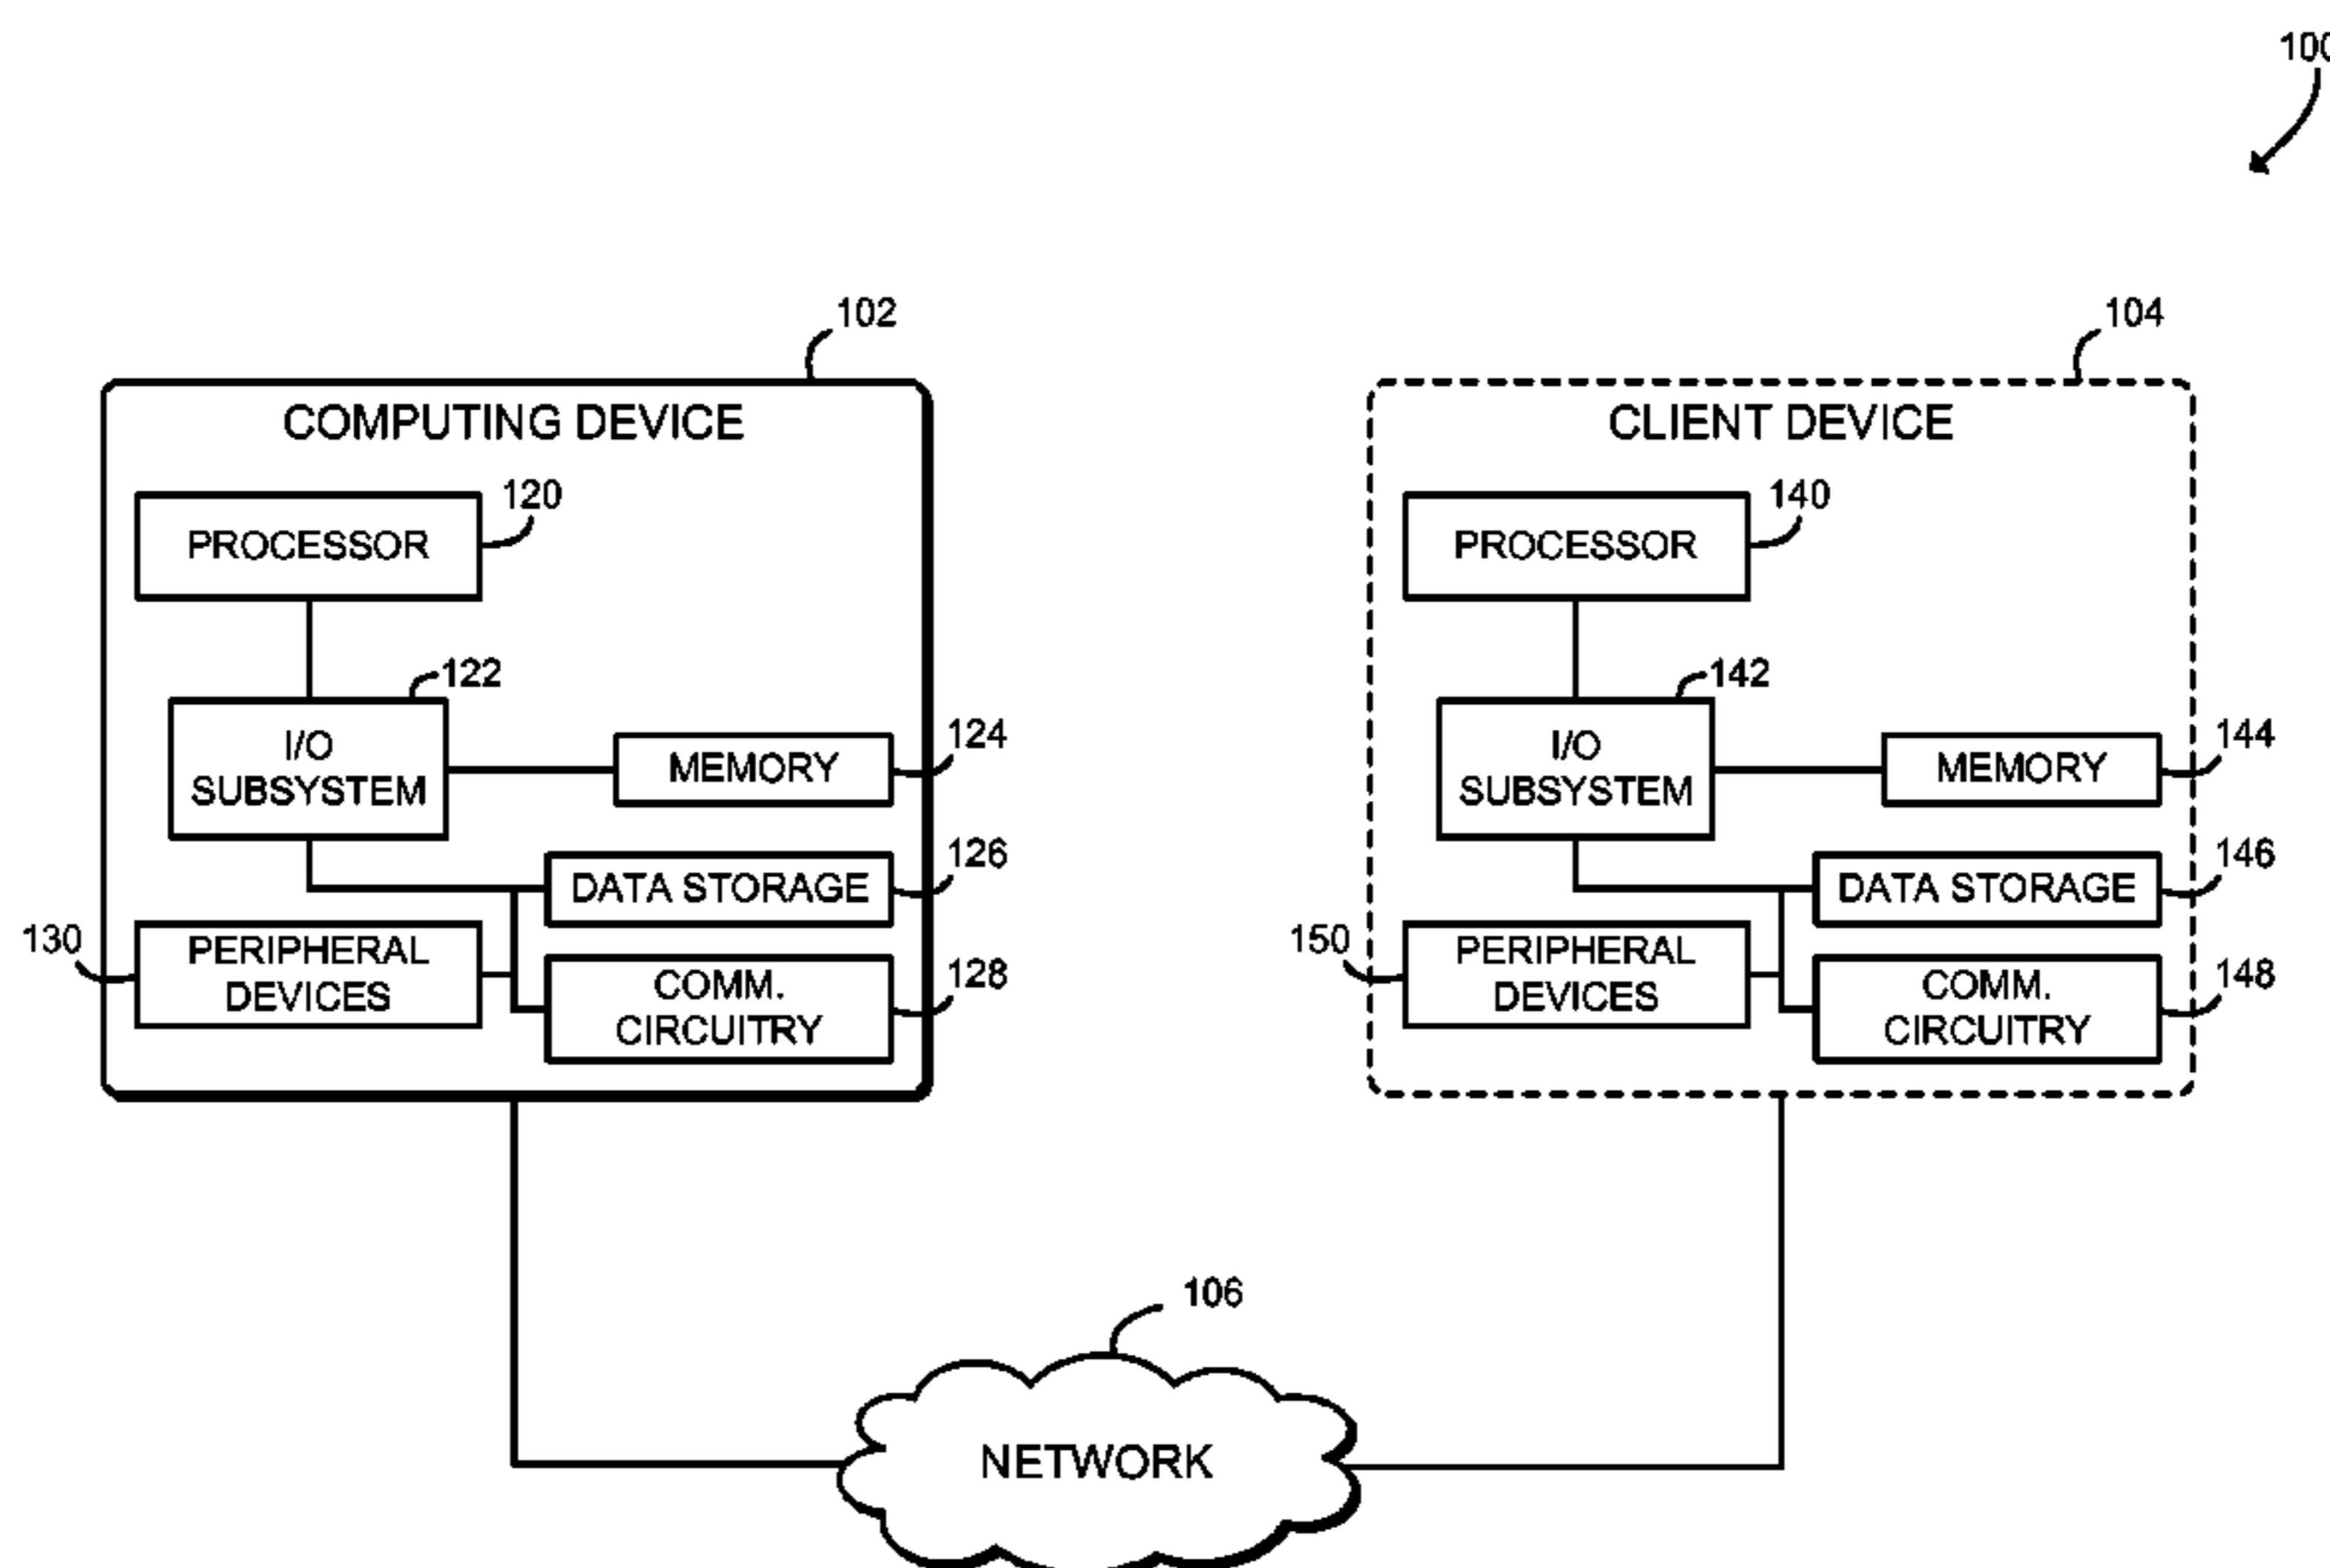 100
102
COMPUTING DEVICE
PROCESSOR
120
I/O
SUBSYSTEM
122
MEMORY
124
DATA STORAGE
126
PERIPHERAL
DEVICES
130
COMM.
CIRCUITRY
128
104
CLIENT DEVICE
PROCESSOR
140
I/O
SUBSYSTEM
142
MEMORY
144
DATA STORAGE
146
PERIPHERAL
DEVICES
150
COMM.
CIRCUITRY
148
106
NETWORK